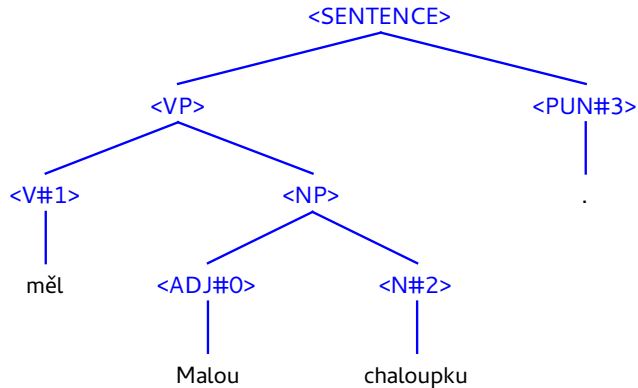 <SENTENCE>
<VP> <PUN#3>
<V#1> <NP> .
měl <ADJ#0> <N#2>
Malou chaloupku